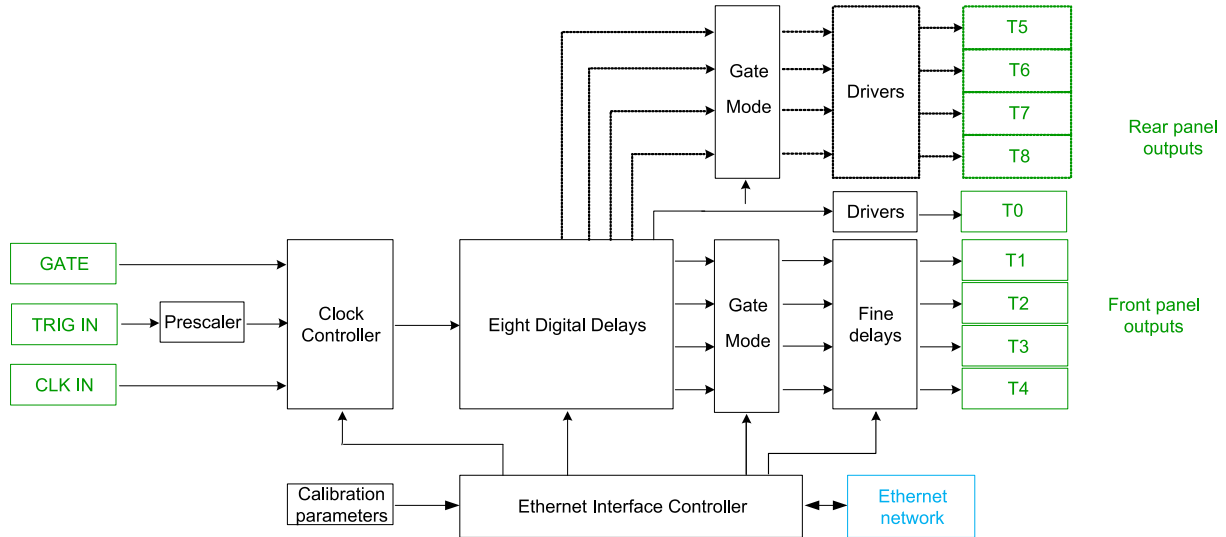 Gate
Mode
Drivers
T5
T6
T7
T8
Rear panel
outputs
Drivers
T0
GATE
TRIG IN
CLK IN
Prescaler
Clock
Controller
Eight Digital Delays
Gate
Mode
Fine
delays
T1
T2
T3
T4
Front panel
outputs
Calibration
parameters
Ethernet Interface Controller
Ethernet
network